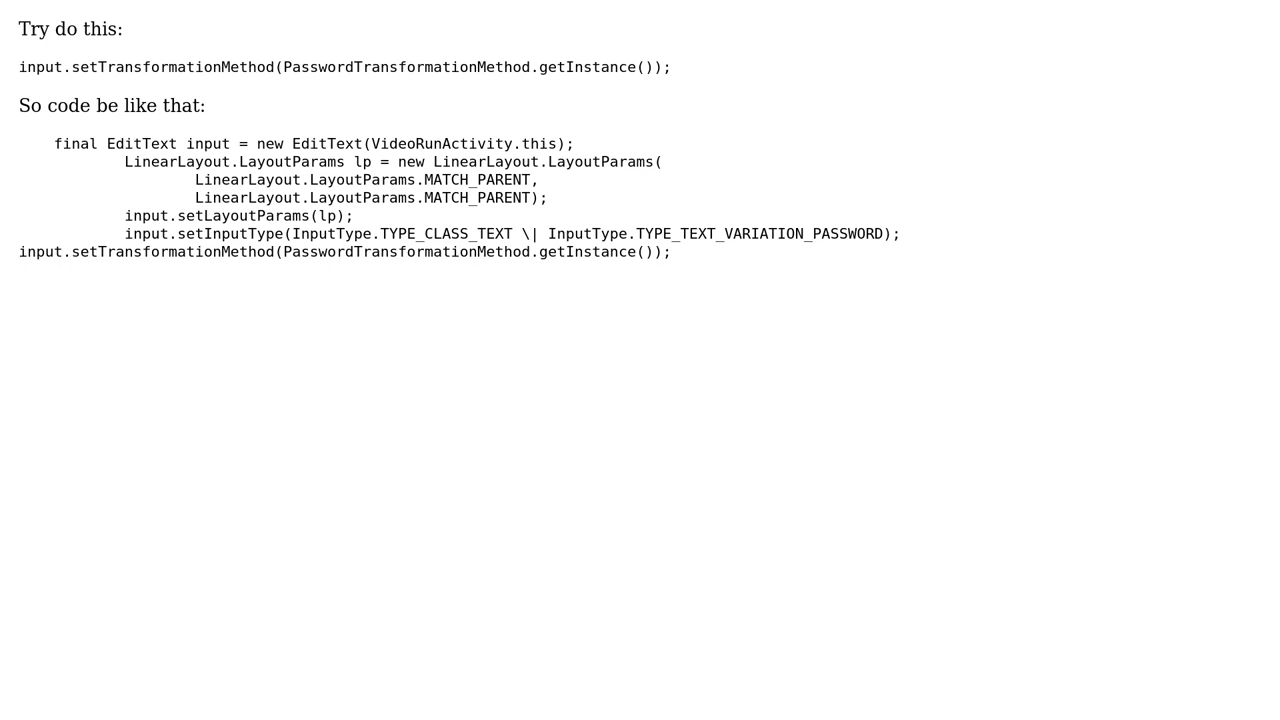 Try do this:
input.setTransformationMethod(PasswordTransformationMethod.getInstance());
So code be like that:
    final EditText input = new EditText(VideoRunActivity.this);
            LinearLayout.LayoutParams lp = new LinearLayout.LayoutParams(
                    LinearLayout.LayoutParams.MATCH_PARENT,
                    LinearLayout.LayoutParams.MATCH_PARENT);
            input.setLayoutParams(lp);
            input.setInputType(InputType.TYPE_CLASS_TEXT \| InputType.TYPE_TEXT_VARIATION_PASSWORD);
input.setTransformationMethod(PasswordTransformationMethod.getInstance());